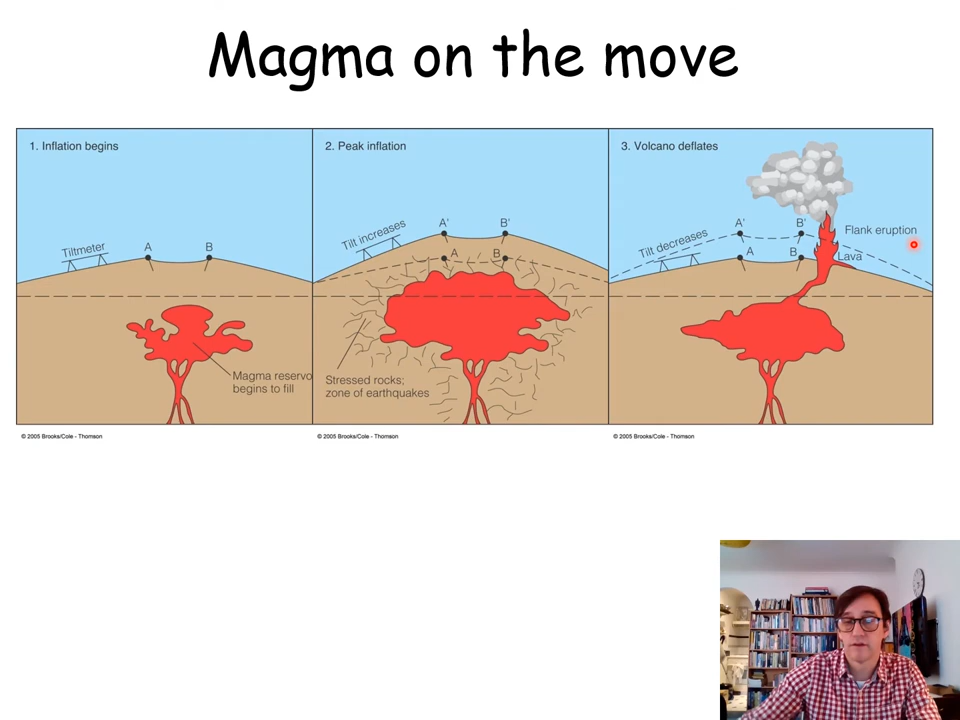 Magma on the move
1. Inflation begins
Tiltmeter
A
B
Magma reservo
begins to fill
© 2005 Brooks/Cole - Thomson
2. Peak inflation
Tilt increases
A'
B'
A
B
Stressed rocks;
zone of earthquakes
© 2005 Brooks/Cole - Thomson
3. Volcano deflates
Tilt decreases
A'
B'
A
B
Flank eruption
Lava
© 2005 Brooks/Cole - Thomson